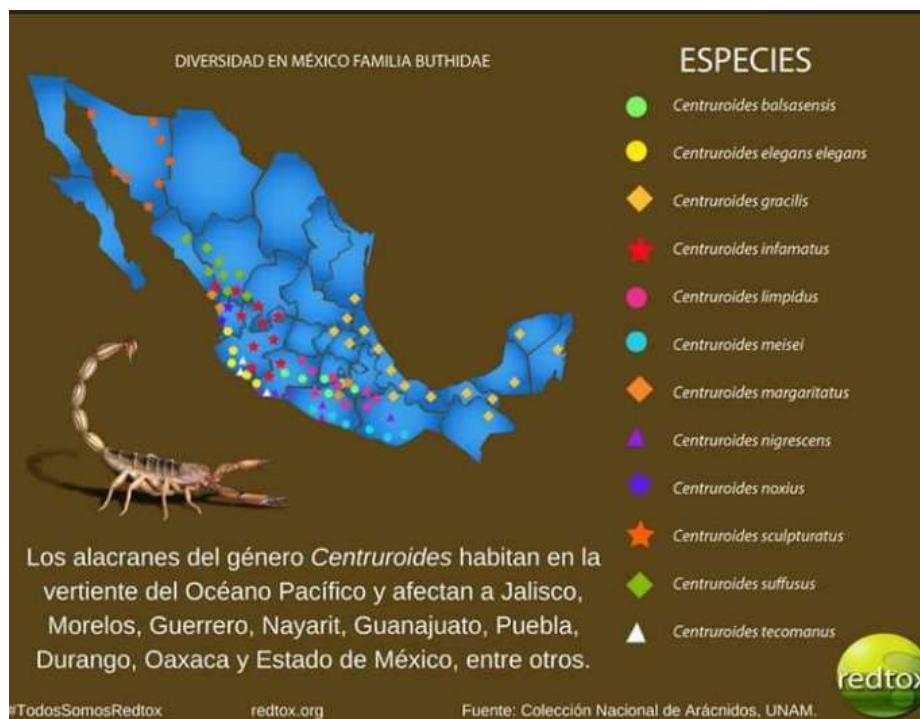 DIVERSIDAD EN MÉXICO FAMILIA BUTHIDAE
ESPECIES
Centruroides balsasensis
Centruroides elegans elegans
Centruroides gracilis
Centruroides infamatus
Centruroides limpidus
Centruroides meisei
Centruroides margaritatus
Centruroides nigrescens
Centruroides noxius
Centruroides sculpturatus
Centruroides suffusus
Centruroides tecomanus
Los alacranes del género Centruroides habitan en la
vertiente del Océano Pacífico y afectan a Jalisco,
Morelos, Guerrero, Nayarit, Guanajuato, Puebla,
Durango, Oaxaca y Estado de México, entre otros.
redtox
#TodosSomosRedtox
redtox.org
Fuente: Colección Nacional de Arácnidos, UNAM.